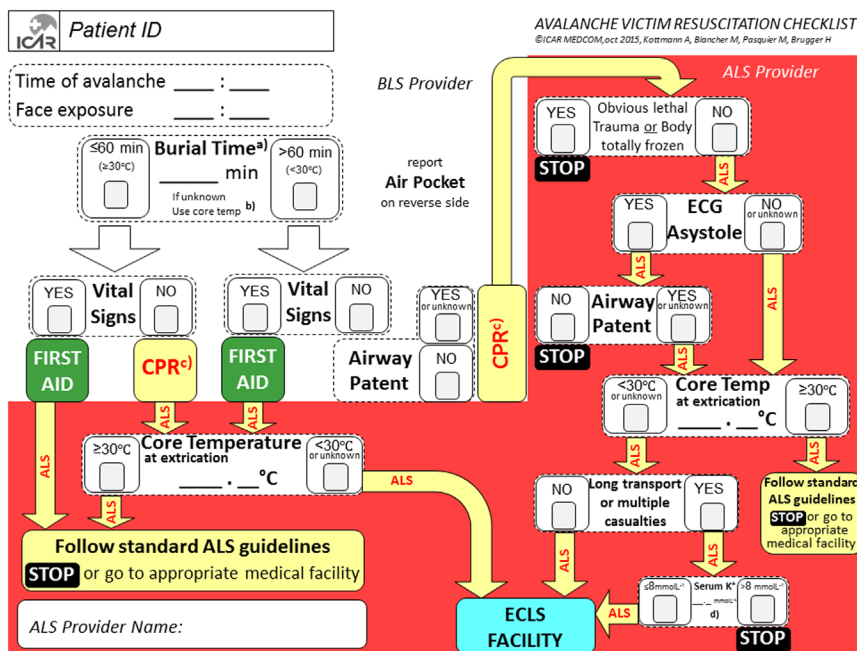 ICAR
Patient ID
AVALANCHE VICTIM RESUSCITATION CHECKLIST
©ICAR MEDCOM,oct 2015, Kottmann A, Blancher M, Pasquier M, Brugger H
Time of avalanche ___ : ___
Face exposure ___ : ___
BLS Provider
ALS Provider
≤60 min
(≥30°C)
Burial Time a)
_____ min
If unknown
Use core temp b)
>60 min
(<30°C)
report
Air Pocket
on reverse side
YES
Obvious lethal
Trauma or Body
totally frozen
NO
STOP
ALS
YES
ECG
Asystole
NO
or unknown
ALS
ALS
YES
Vital
Signs
NO
YES
Vital
Signs
NO
YES
or unknown
Airway
Patent
NO
CPR c)
NO
Airway
Patent
YES
or unknown
STOP
ALS
FIRST
AID
CPR c)
FIRST
AID
ALS
ALS
ALS
<30°C
or unknown
Core Temp
at extrication
___ . __°C
≥30°C
ALS
ALS
≥30°C
Core Temperature
at extrication
____ . __°C
<30°C
or unknown
ALS
ALS
NO
Long transport
or multiple
casualties
YES
ALS
ALS
Follow standard
ALS guidelines
STOP or go to
appropriate
medical facility
Follow standard ALS guidelines
STOP or go to appropriate medical facility
≤8mmolL⁻¹
Serum K⁺
__._ mmolL⁻¹
d)
>8 mmolL⁻¹
ALS
STOP
ECLS
FACILITY
ALS Provider Name: